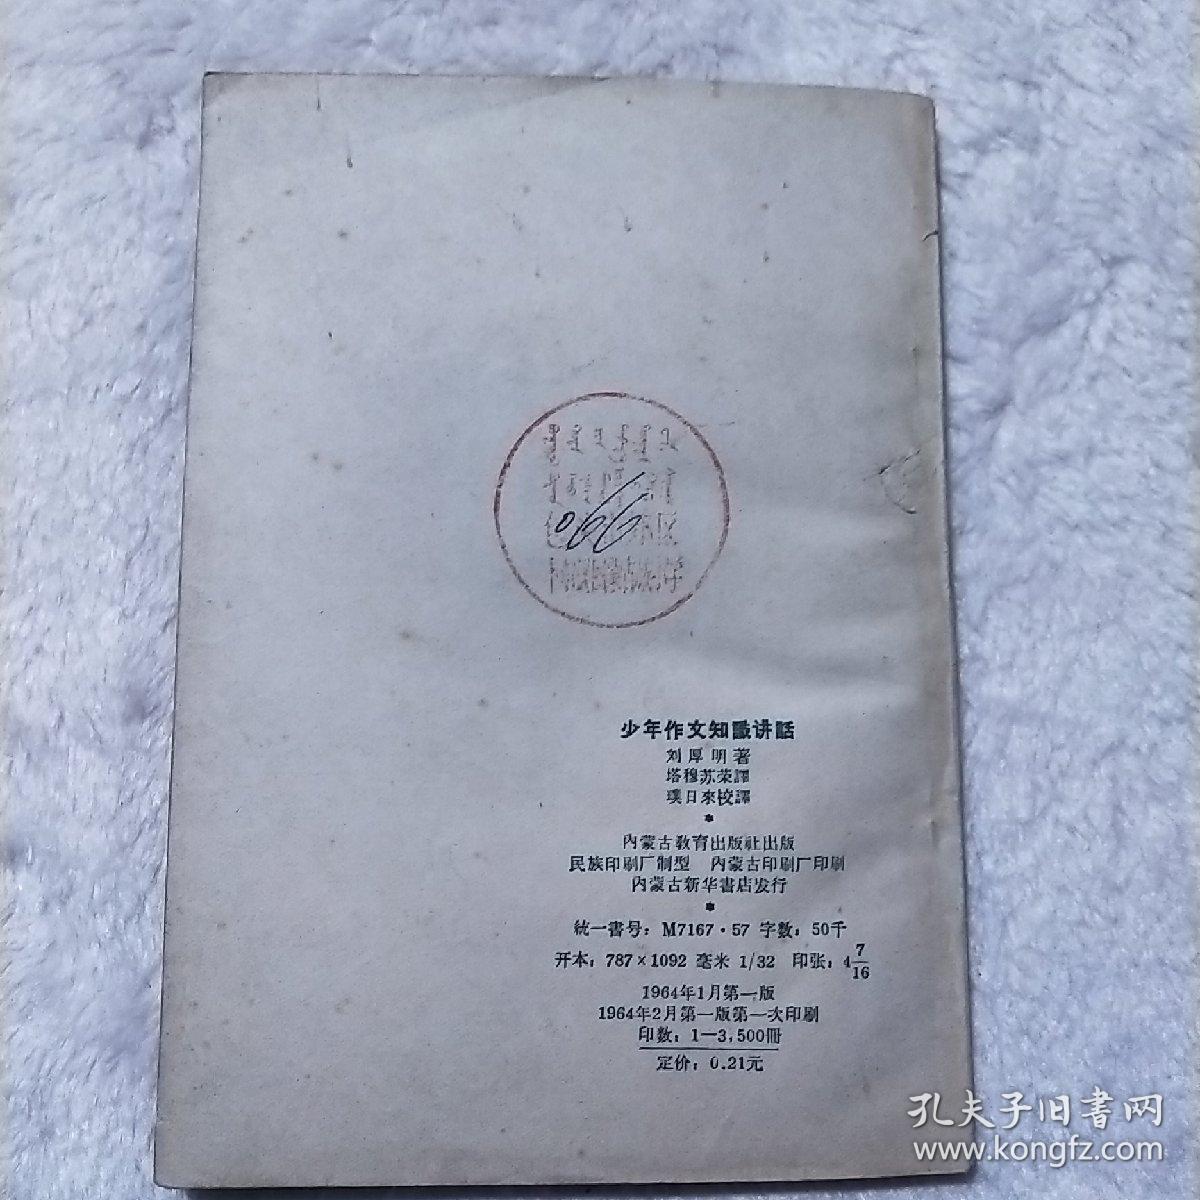 066
少年作文知識讲話
刘厚明著
塔穆苏荣譯
璞日來校譯
*
內蒙古教育出版社出版
民族印刷厂制型 內蒙古印刷厂印刷
內蒙古新华書店发行
*
統一書号：M7167·57 字数：50千
开本：787×1092 毫米 1/32 印张：4 7/16
1964年1月第一版
1964年2月第一版第一次印刷
印数：1—3,500冊
定价：0.21元
孔夫子旧書网
www.kongfz.com